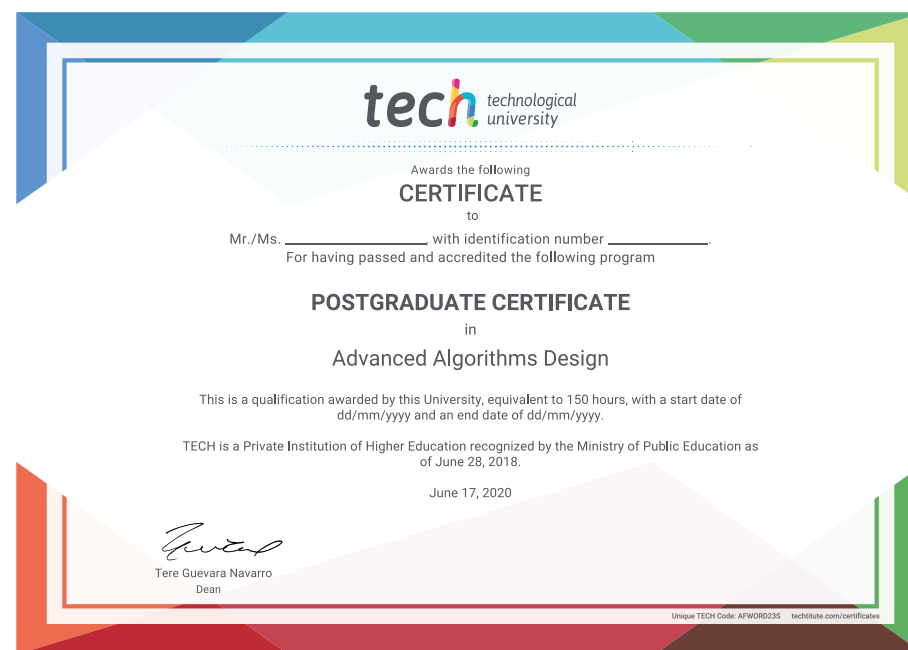 tech technological
university
Awards the following
CERTIFICATE
to
Mr./Ms. ____________________, with identification number ______________.
For having passed and accredited the following program
POSTGRADUATE CERTIFICATE
in
Advanced Algorithms Design
This is a qualification awarded by this University, equivalent to 150 hours, with a start date of
dd/mm/yyyy and an end date of dd/mm/yyyy.
TECH is a Private Institution of Higher Education recognized by the Ministry of Public Education as
of June 28, 2018.
June 17, 2020
Tere Guevara Navarro
Dean
Unique TECH Code: AFWORD23S techtitute.com/certificates